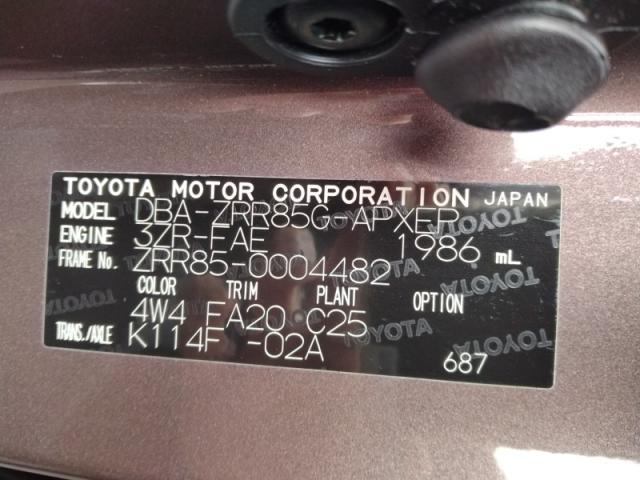 TOYOTA MOTOR CORPORATION JAPAN
MODEL DBA-ZRR85G-APXEP
ENGINE 3ZR-FAE 1986 mL
FRAME No. ZRR85-0004482
COLOR TRIM PLANT OPTION
4W4 FA20 C25
TRANS./AXLE K114F -02A
687